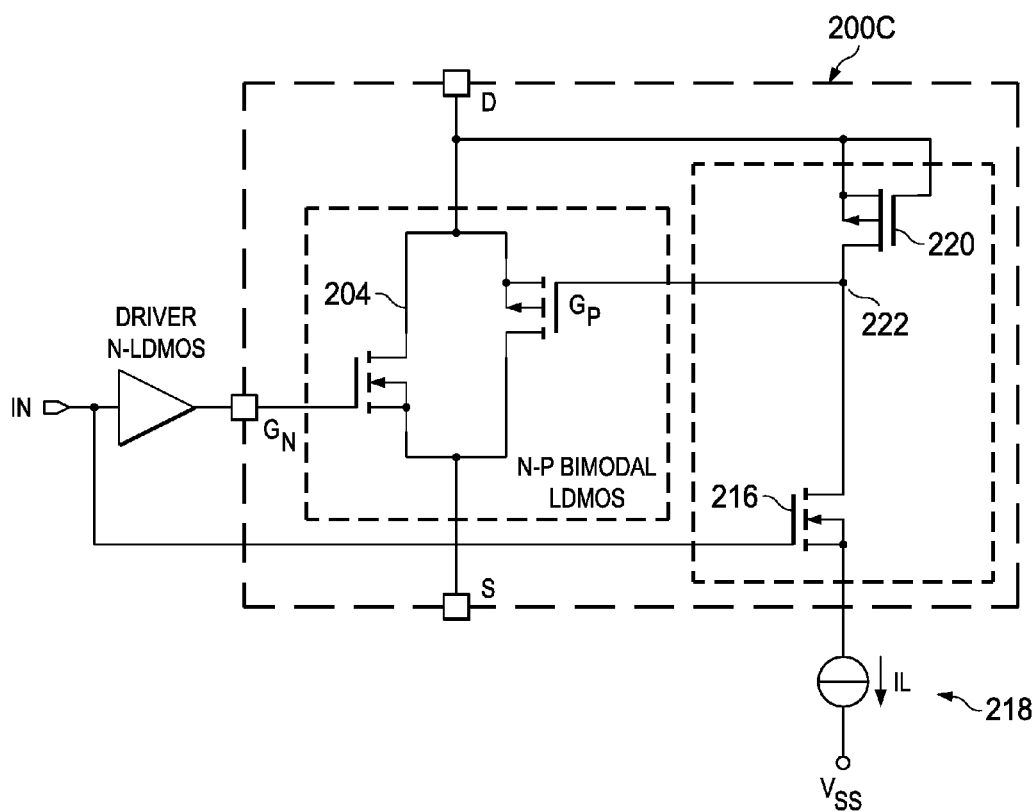 200C
D
220
204
G_P
222
DRIVER
N-LDMOS
IN
G_N
N-P BIMODAL
LDMOS
216
S
IL
218
V_SS